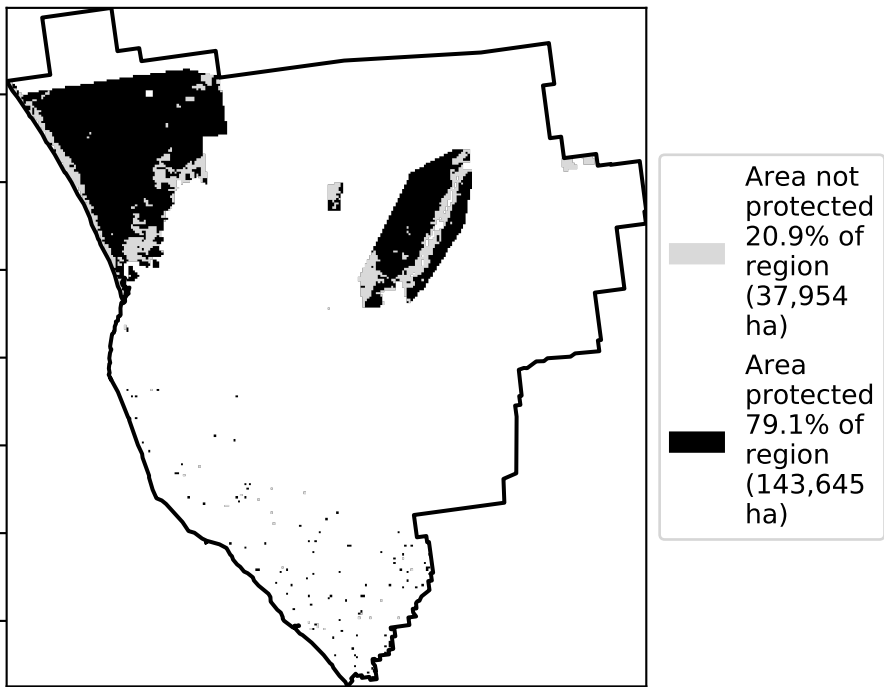 Area not
protected
20.9% of
region
(37,954
ha)
Area
protected
79.1% of
region
(143,645
ha)